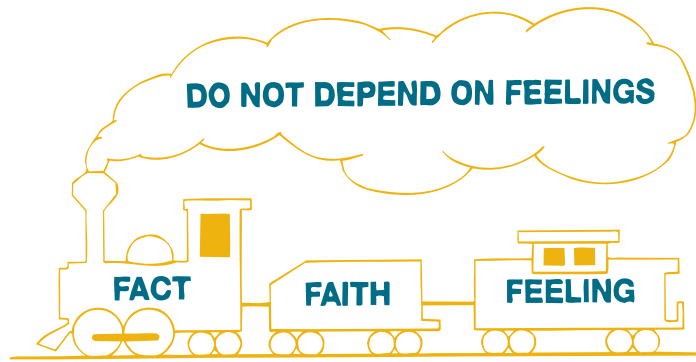 DO NOT DEPEND ON FEELINGS
FACT
FAITH
FEELING